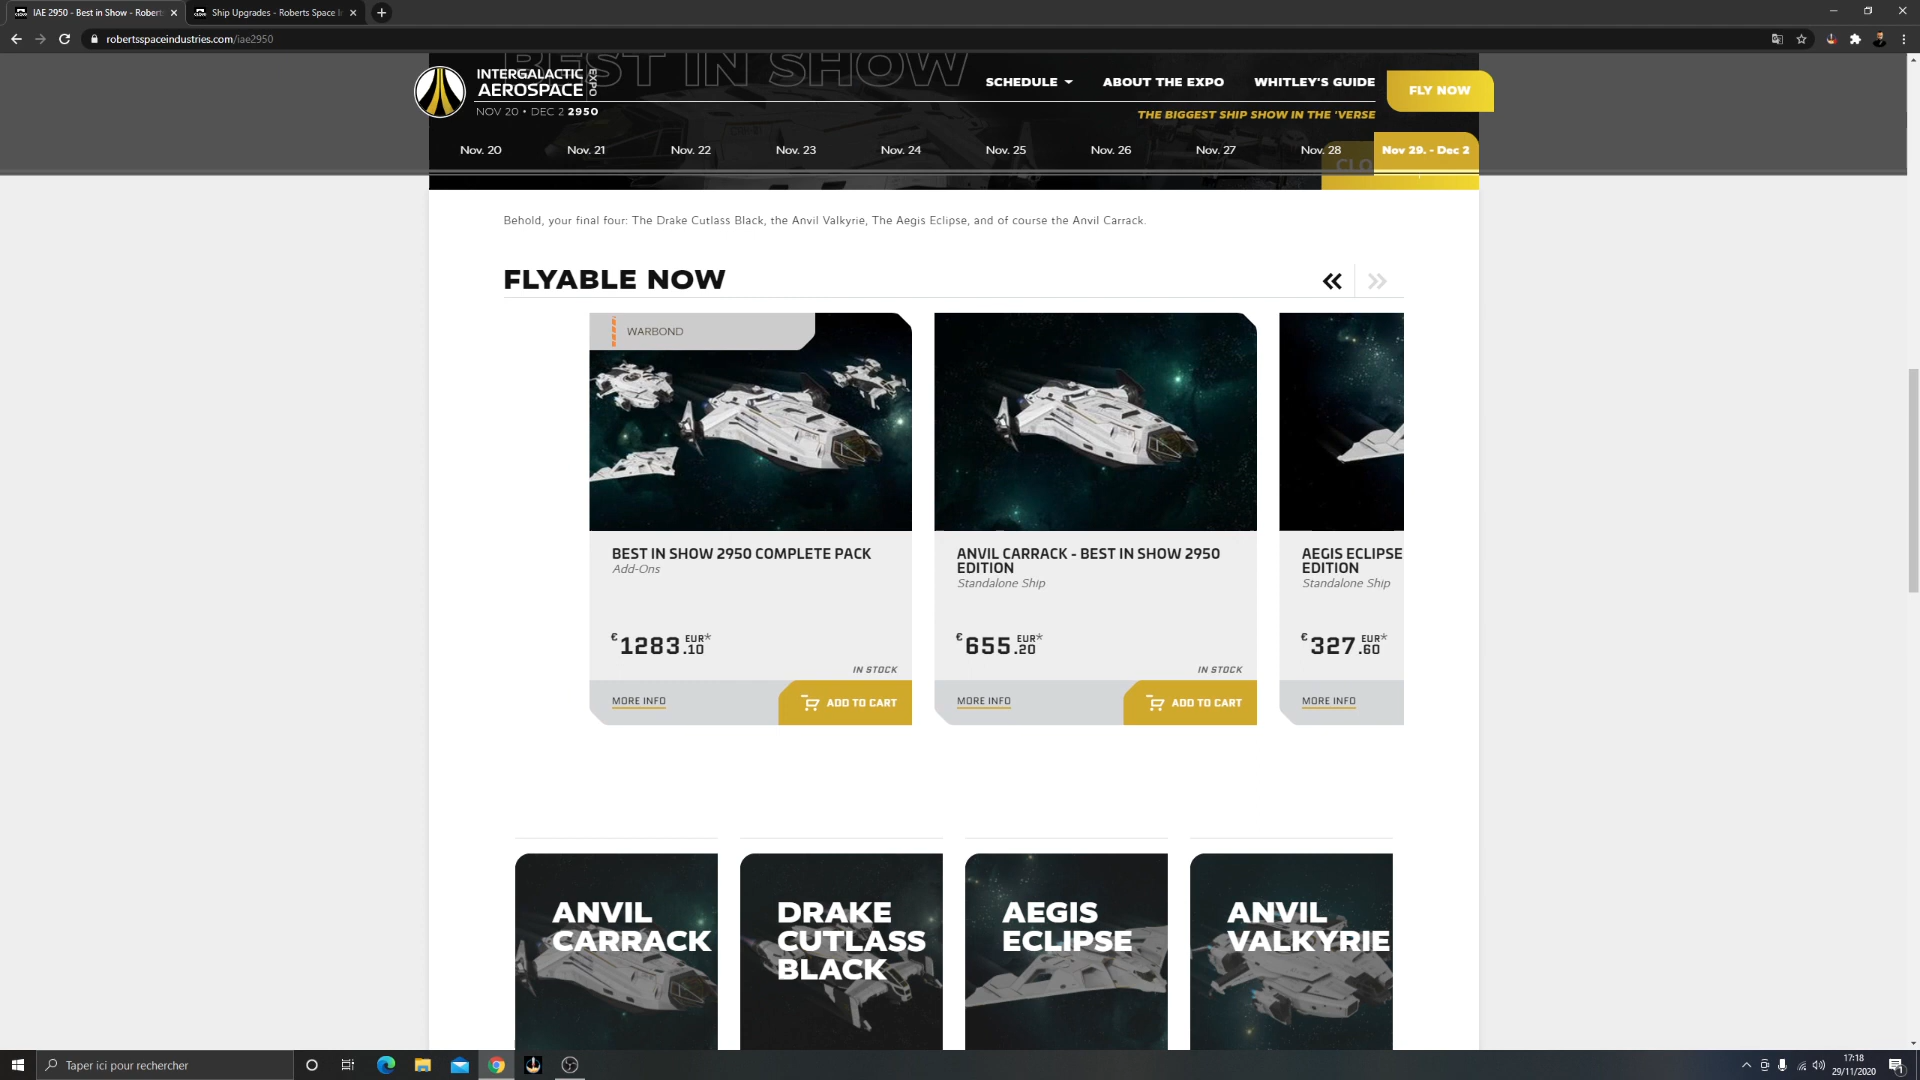 IAE 2950 - Best in Show - Robert
Ship Upgrades - Roberts Space I
robertsspaceindustries.com/iae2950
BEST IN SHOW
INTERGALACTIC
AEROSPACE
EXPO
NOV 20 • DEC 2 2950
SCHEDULE
ABOUT THE EXPO
WHITLEY'S GUIDE
FLY NOW
THE BIGGEST SHIP SHOW IN THE 'VERSE
Nov. 20
Nov. 21
Nov. 22
Nov. 23
Nov. 24
Nov. 25
Nov. 26
Nov. 27
Nov. 28
Nov 29. - Dec 2
CLO
Behold, your final four: The Drake Cutlass Black, the Anvil Valkyrie, The Aegis Eclipse, and of course the Anvil Carrack.
FLYABLE NOW
WARBOND
BEST IN SHOW 2950 COMPLETE PACK
Add-Ons
€1283.10 EUR*
IN STOCK
MORE INFO
ADD TO CART
ANVIL CARRACK - BEST IN SHOW 2950
EDITION
Standalone Ship
€655.20 EUR*
IN STOCK
MORE INFO
ADD TO CART
AEGIS ECLIPSE
EDITION
Standalone Ship
€327.60 EUR*
MORE INFO
ANVIL
CARRACK
DRAKE
CUTLASS
BLACK
AEGIS
ECLIPSE
ANVIL
VALKYRIE
Taper ici pour rechercher
17:18
29/11/2020